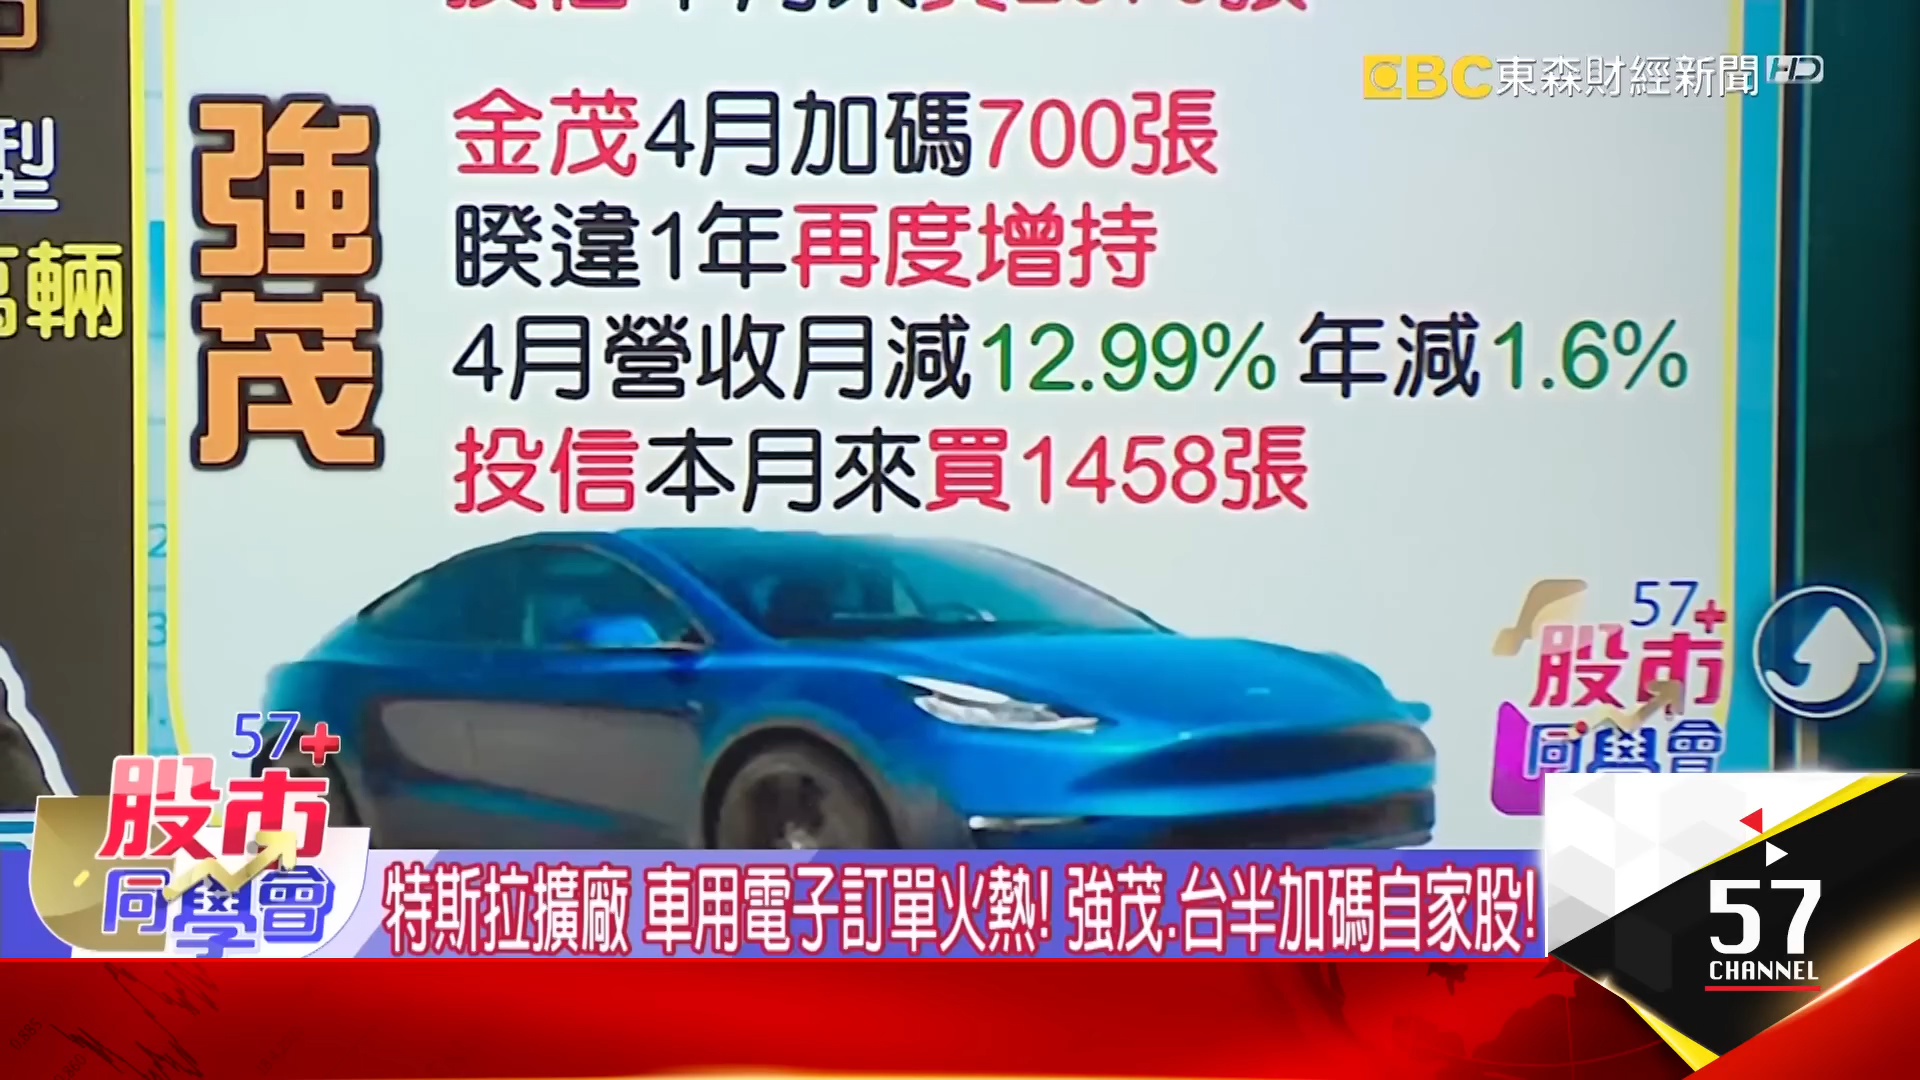 EBC東森財經新聞HD
強茂
金茂4月加碼700張
睽違1年再度增持
4月營收月減12.99% 年減1.6%
投信本月來買1458張
型
輛
2
3
57+
股市
同學會
57+
股市
同學會
特斯拉擴廠 車用電子訂單火熱! 強茂.台半加碼自家股!
57
CHANNEL